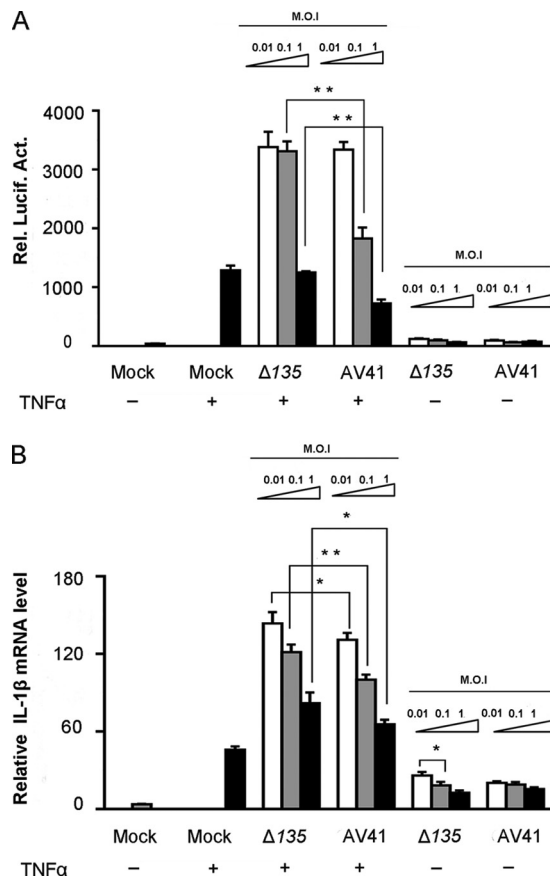 A
M.O.I
0.01 0.1 1 0.01 0.1 1
* *
* *
4000
3000
2000
1000
0
Rel. Lucif. Act.
M.O.I
0.01 0.1 1 0.01 0.1 1
Mock Mock Δ135 AV41 Δ135 AV41
TNFα – + + + – –
B
M.O.I
0.01 0.1 1 0.01 0.1 1
*
* *
*
180
120
60
0
Relative IL-1β mRNA level
M.O.I
0.01 0.1 1 0.01 0.1 1
*
Mock Mock Δ135 AV41 Δ135 AV41
TNFα – + + + – –